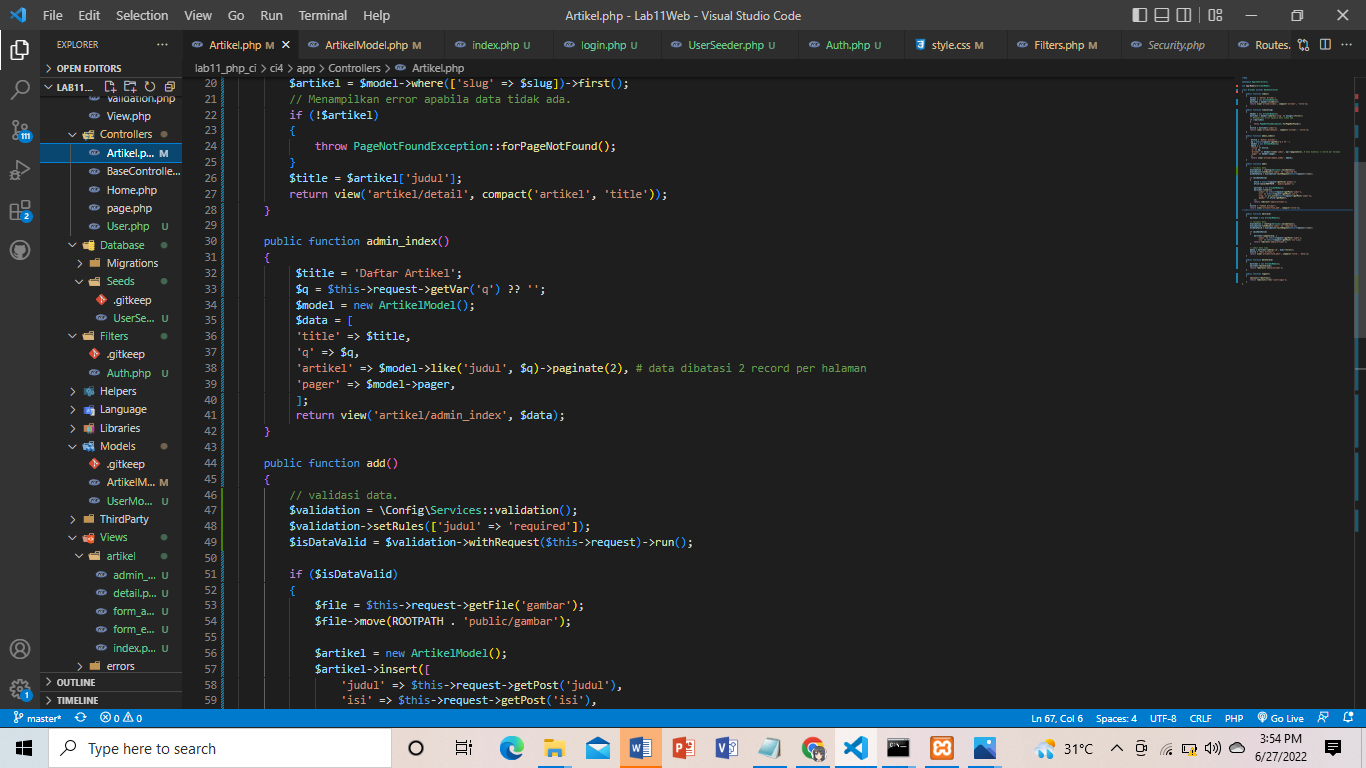 File Edit Selection View Go Run Terminal Help Artikel.php - Lab11Web - Visual Studio Code
EXPLORER ··· Artikel.php M ArtikelModel.php M index.php U login.php U UserSeeder.php U Auth.php U style.css M Filters.php M Security.php Routes.
OPEN EDITORS
lab11_php_ci > ci4 > app > Controllers > Artikel.php
LAB11...
Validation.php
View.php
Controllers
Artikel.p... M
BaseControlle...
Home.php
page.php
User.php U
Database
Migrations
Seeds
.gitkeep
UserSe... U
Filters
.gitkeep
Auth.php U
Helpers
Language
Libraries
Models
.gitkeep
ArtikelM... M
UserMo... U
ThirdParty
Views
artikel
admin_... U
detail.p... U
form_a... U
form_e... U
index.p... U
errors
OUTLINE
TIMELINE
111
2
1
20 $artikel = $model->where(['slug' => $slug])->first();
21 // Menampilkan error apabila data tidak ada.
22 if (!$artikel)
23 {
24 throw PageNotFoundException::forPageNotFound();
25 }
26 $title = $artikel['judul'];
27 return view('artikel/detail', compact('artikel', 'title'));
28 }
29
30 public function admin_index()
31 {
32 $title = 'Daftar Artikel';
33 $q = $this->request->getVar('q') ?? '';
34 $model = new ArtikelModel();
35 $data = [
36 'title' => $title,
37 'q' => $q,
38 'artikel' => $model->like('judul', $q)->paginate(2), # data dibatasi 2 record per halaman
39 'pager' => $model->pager,
40 ];
41 return view('artikel/admin_index', $data);
42 }
43
44 public function add()
45 {
46 // validasi data.
47 $validation = \Config\Services::validation();
48 $validation->setRules(['judul' => 'required']);
49 $isDataValid = $validation->withRequest($this->request)->run();
50
51 if ($isDataValid)
52 {
53 $file = $this->request->getFile('gambar');
54 $file->move(ROOTPATH . 'public/gambar');
55
56 $artikel = new ArtikelModel();
57 $artikel->insert([
58 'judul' => $this->request->getPost('judul'),
59 'isi' => $this->request->getPost('isi'),
master* 0 0 Ln 67, Col 6 Spaces: 4 UTF-8 CRLF PHP Go Live
Type here to search 31°C 3:54 PM
6/27/2022